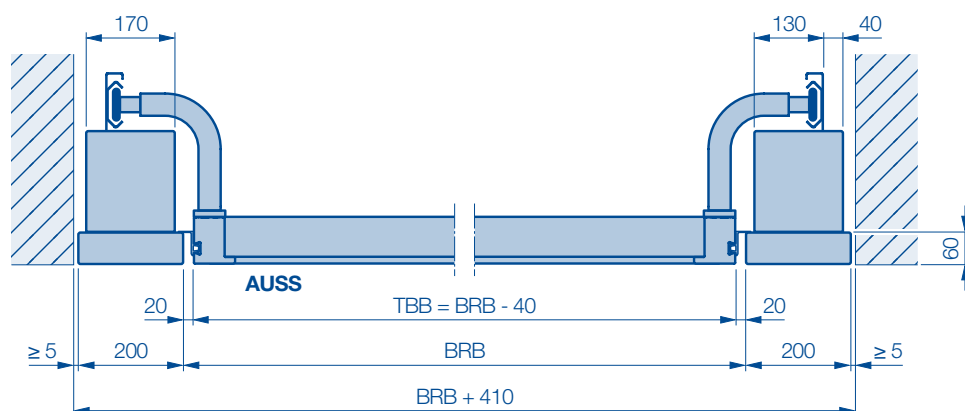 170 130 40
60
AUSS
20 TBB = BRB - 40 20
≥ 5 200 BRB 200 ≥ 5
BRB + 410